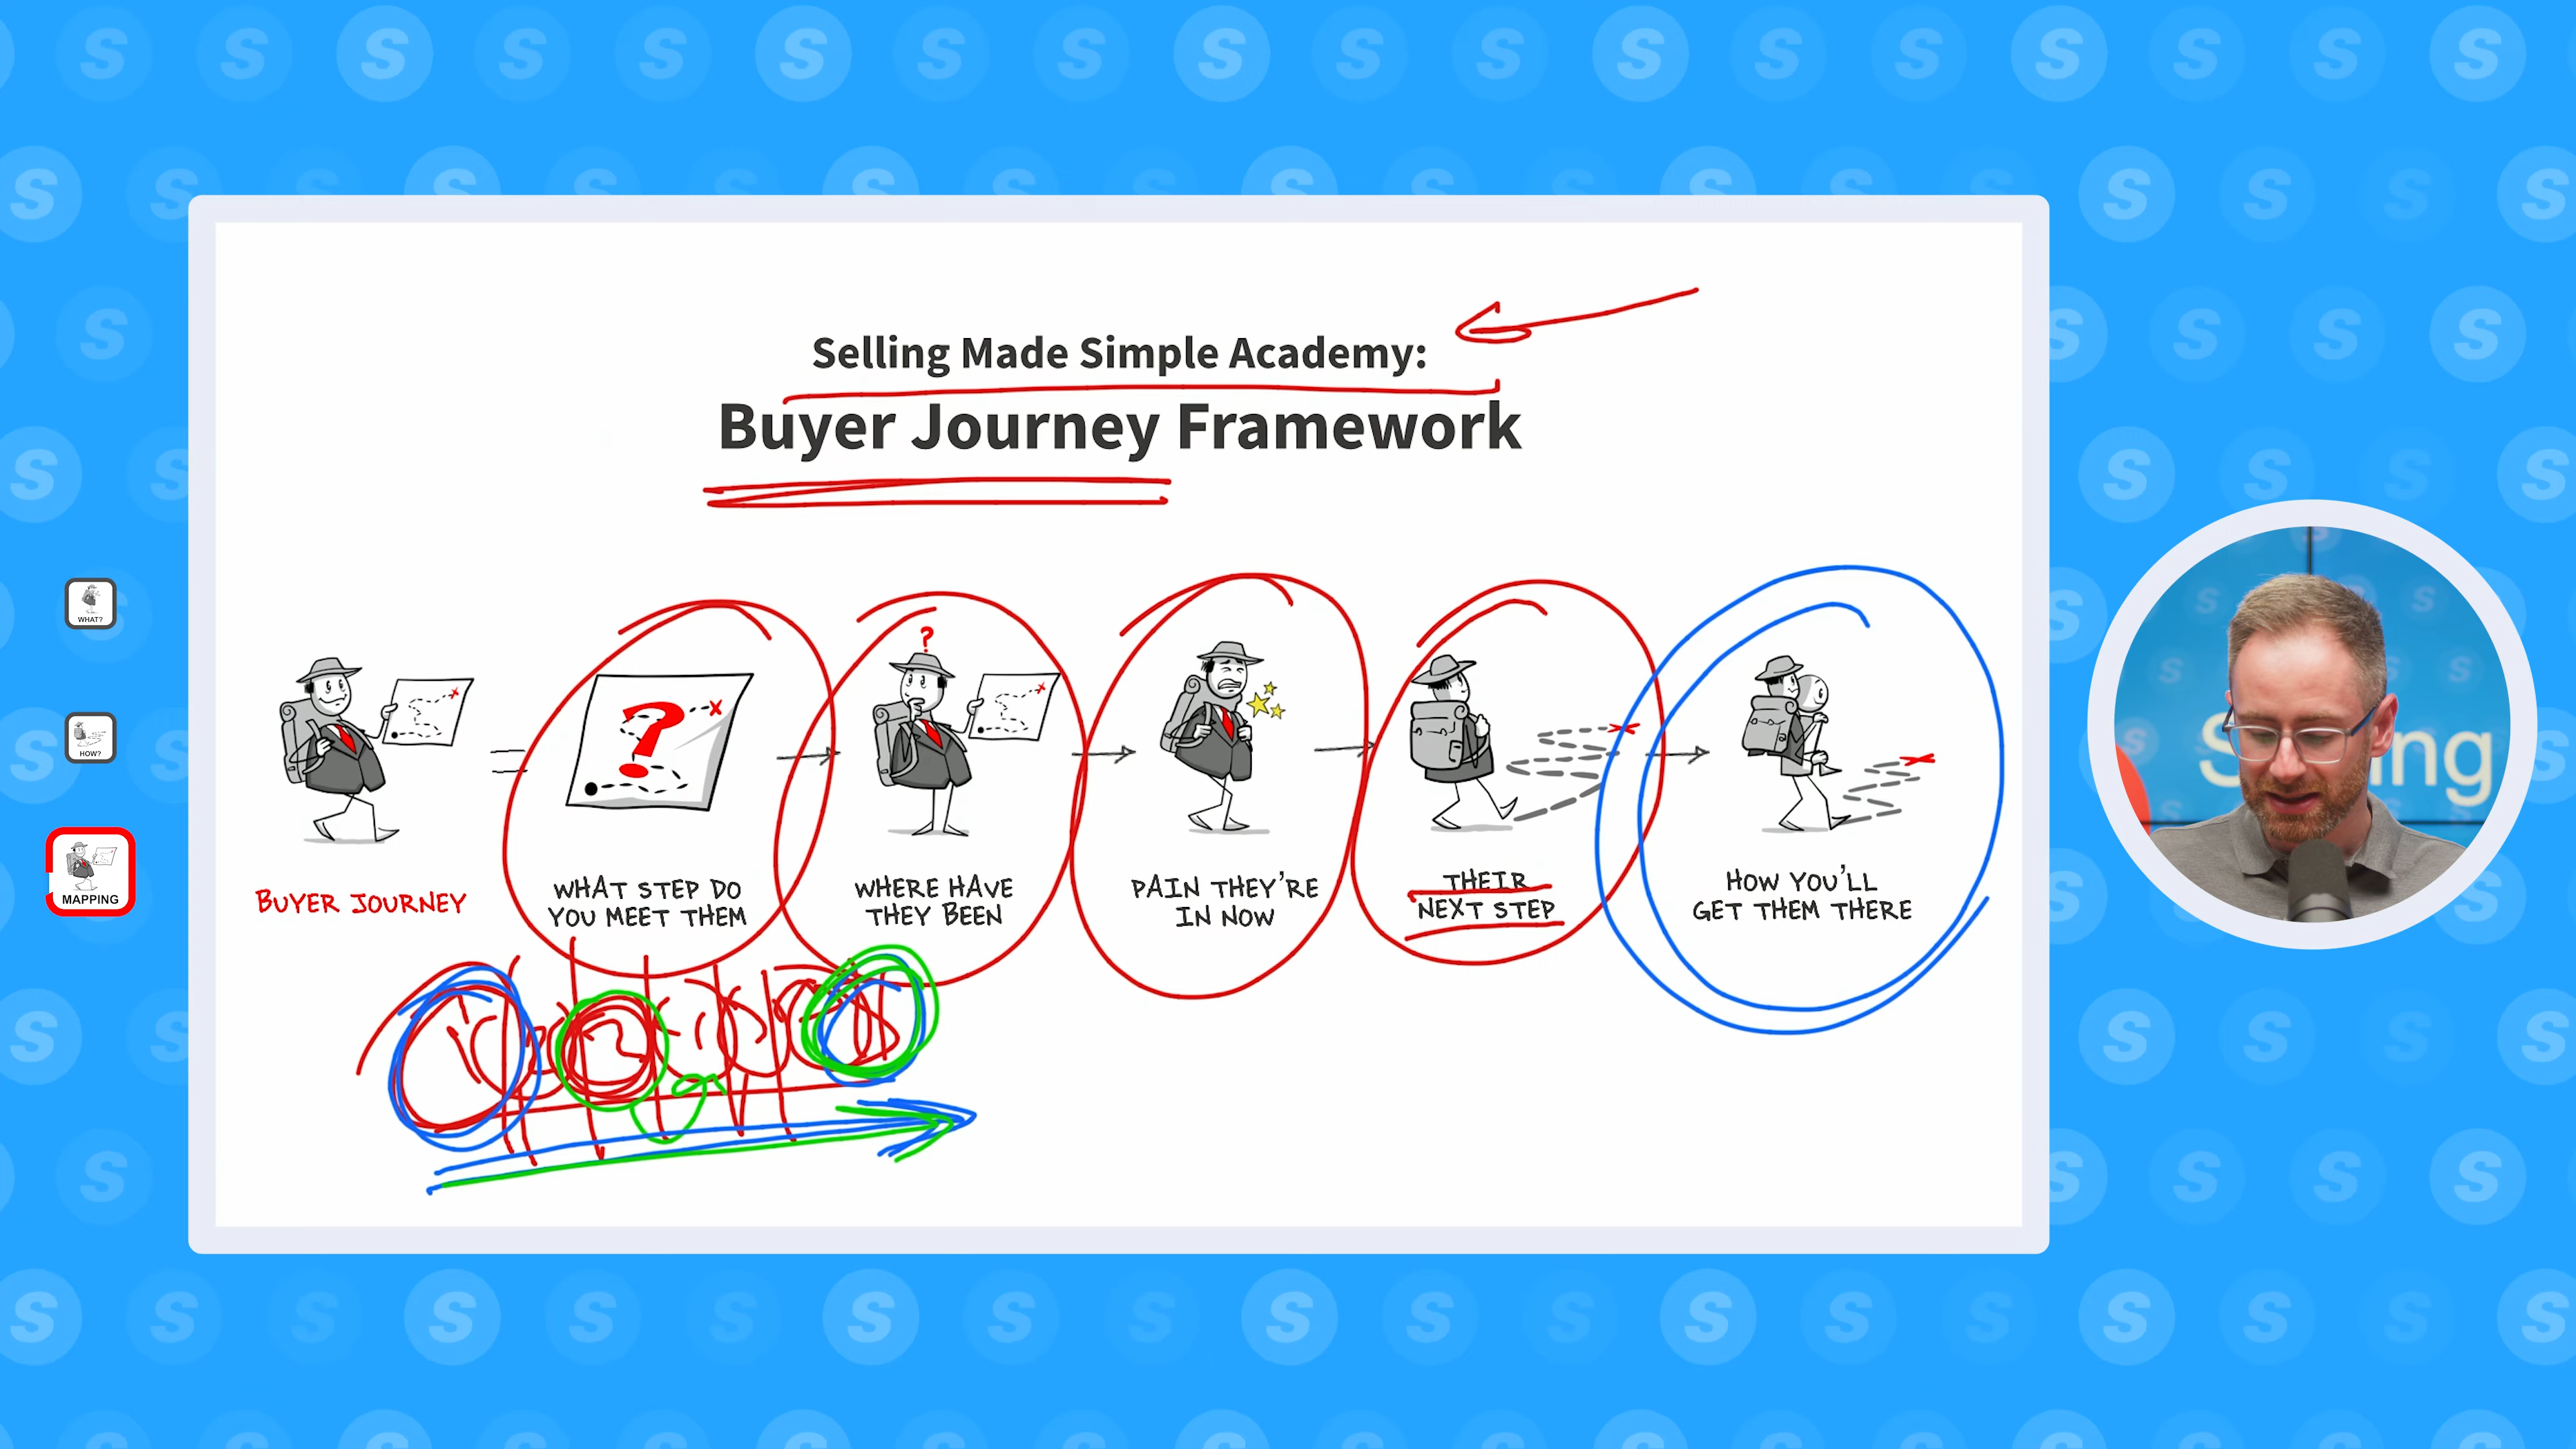 Selling Made Simple Academy:
Buyer Journey Framework
?
WHAT?
HOW?
MAPPING
?
X
BUYER JOURNEY
WHAT STEP DO
YOU MEET THEM
WHERE HAVE
THEY BEEN
PAIN THEY'RE
IN NOW
THEIR
NEXT STEP
HOW YOU'LL
GET THEM THERE
S ing